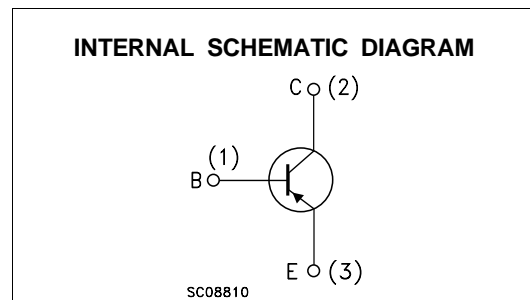 INTERNAL SCHEMATIC DIAGRAM
C (2)
(1)
B
E (3)
SC08810